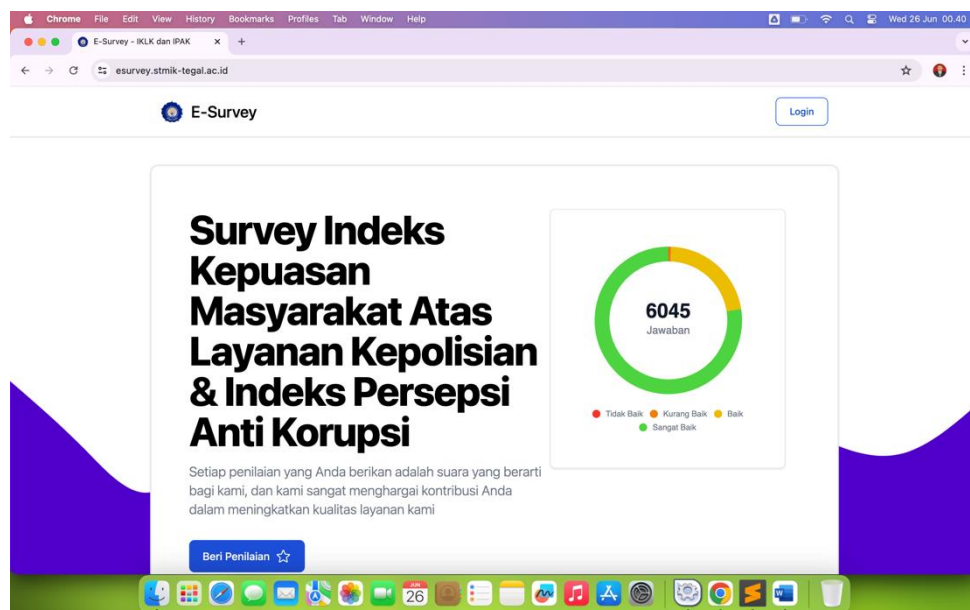 Chrome File Edit View History Bookmarks Profiles Tab Window Help Wed 26 Jun 00.40
E-Survey - IKLK dan IPAK
esurvey.stmik-tegal.ac.id
E-Survey
Login
Survey Indeks
Kepuasan
Masyarakat Atas
Layanan Kepolisian
& Indeks Persepsi
Anti Korupsi
Setiap penilaian yang Anda berikan adalah suara yang berarti
bagi kami, dan kami sangat menghargai kontribusi Anda
dalam meningkatkan kualitas layanan kami
Beri Penilaian
6045
Jawaban
Tidak Baik Kurang Baik Baik
Sangat Baik
JUN
26